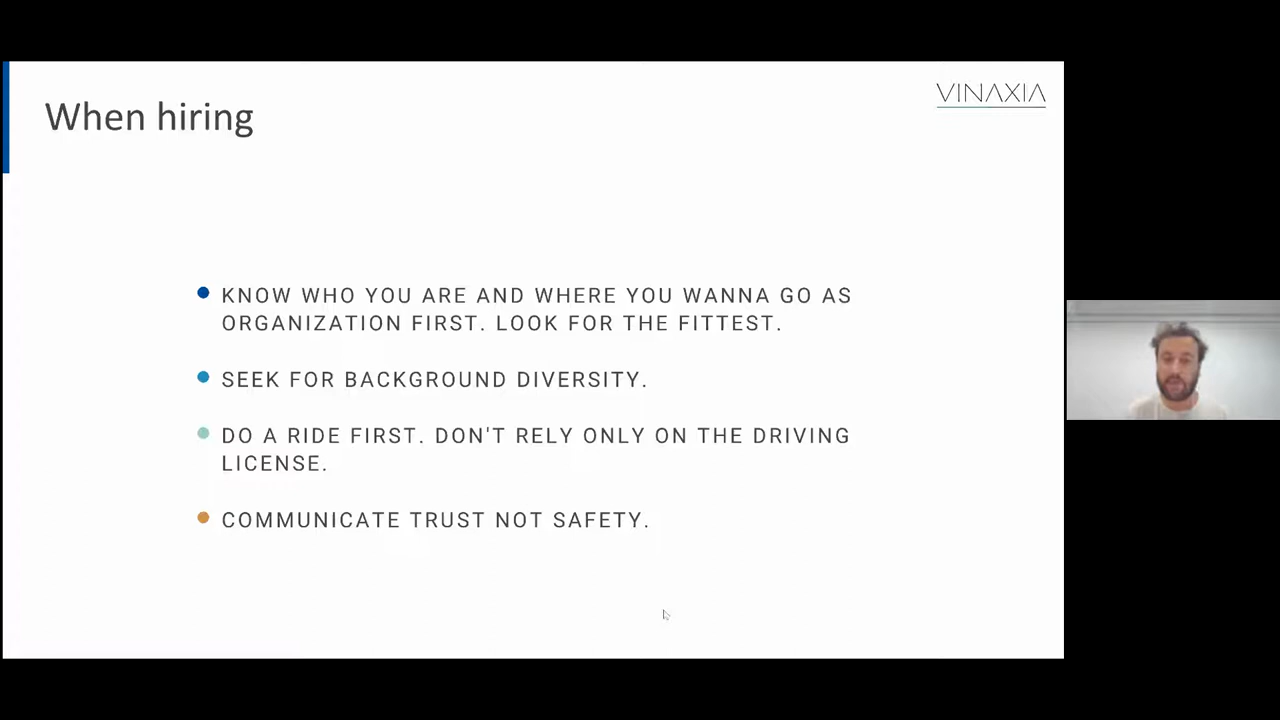 VINAXIA
When hiring
KNOW WHO YOU ARE AND WHERE YOU WANNA GO AS
ORGANIZATION FIRST. LOOK FOR THE FITTEST.
SEEK FOR BACKGROUND DIVERSITY.
DO A RIDE FIRST. DON'T RELY ONLY ON THE DRIVING
LICENSE.
COMMUNICATE TRUST NOT SAFETY.